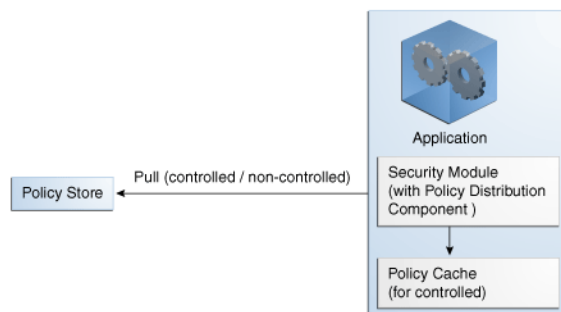 Application
Pull (controlled / non-controlled)
Policy Store
Security Module
(with Policy Distribution
Component )
Policy Cache
(for controlled)